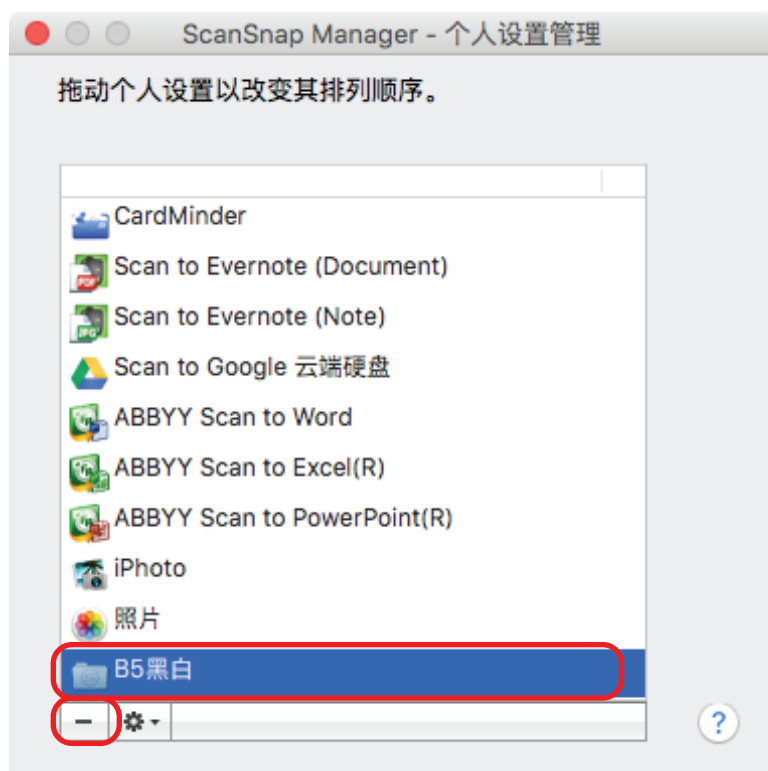 ScanSnap Manager - 个人设置管理
拖动个人设置以改变其排列顺序。
CardMinder
PDF
Scan to Evernote (Document)
JPG
Scan to Evernote (Note)
Scan to Google 云端硬盘
ABBYY Scan to Word
ABBYY Scan to Excel(R)
ABBYY Scan to PowerPoint(R)
iPhoto
照片
B5黑白
?